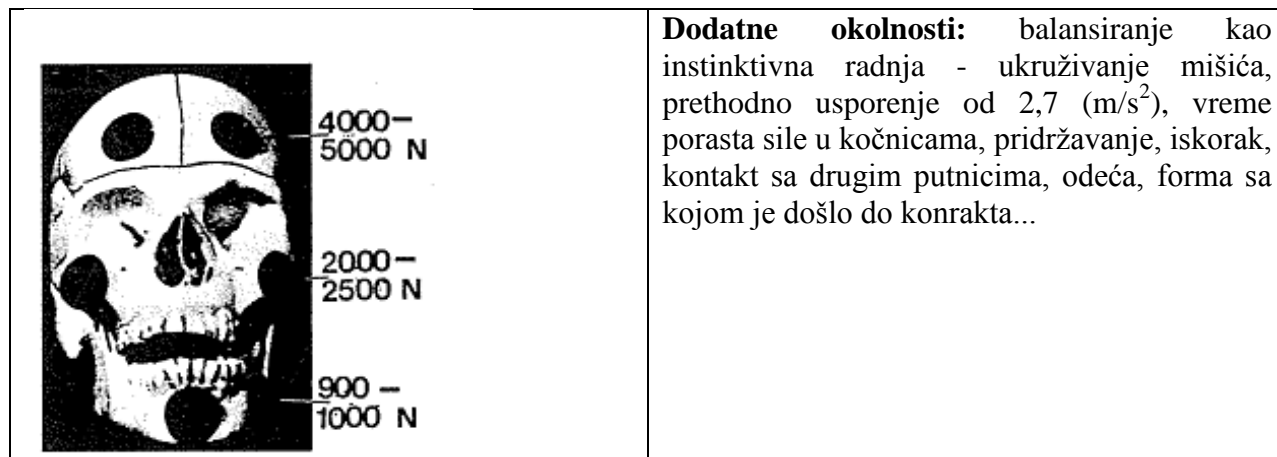 4000–
5000 N
2000–
2500 N
900 –
1000 N
Dodatne okolnosti: balansiranje kao
instinktivna radnja - ukruživanje mišića,
prethodno usporenje od 2,7 (m/s²), vreme
porasta sile u kočnicama, pridržavanje, iskorak,
kontakt sa drugim putnicima, odeća, forma sa
kojom je došlo do konrakta...